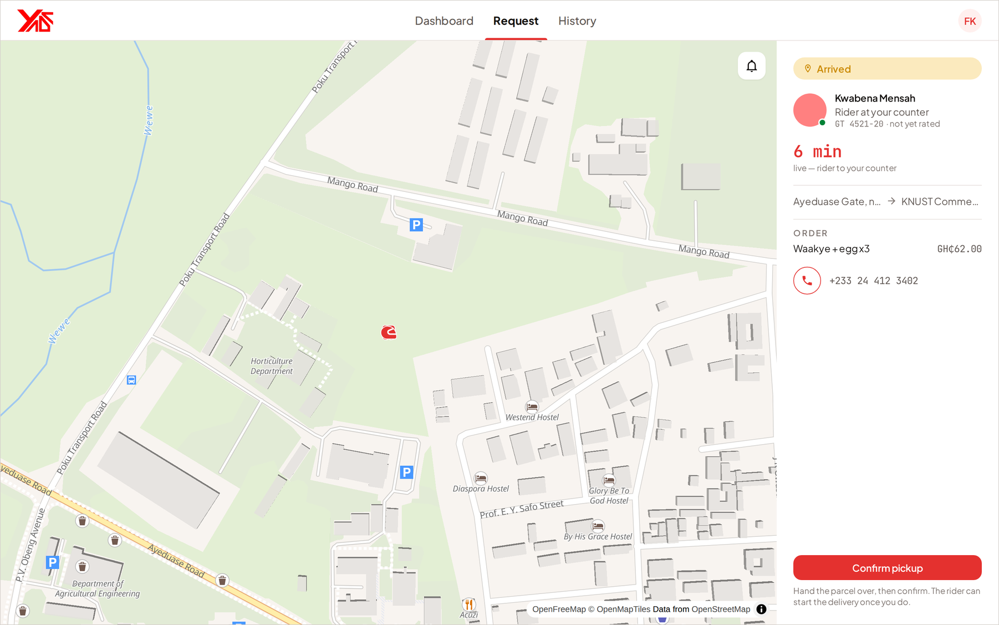 YADS
Dashboard
Request
History
FK
Arrived
Kwabena Mensah
Rider at your counter
GT 4521-20 · not yet rated
6 min
live — rider to your counter
Ayeduase Gate, n... → KNUST Comme...
ORDER
Waakye + egg x3 GH₵62.00
+233 24 412 3402
Confirm pickup
Hand the parcel over, then confirm. The rider can
start the delivery once you do.
Poku Transport
Wewe
Mango Road
Mango Road
Mango Road
P
Poku Transport Road
Wewe
Horticulture
Department
Westend Hostel
Poku Transport Road
P
Diaspora Hostel
Glory Be To
God Hostel
yeduase Road
Prof. E. Y. Safo Street
By His Grace Hostel
P.V. Obeng Avenue
Ayeduase Road
P
Department of
Agricultural Engineering
Acuzi
OpenFreeMap © OpenMapTiles Data from OpenStreetMap